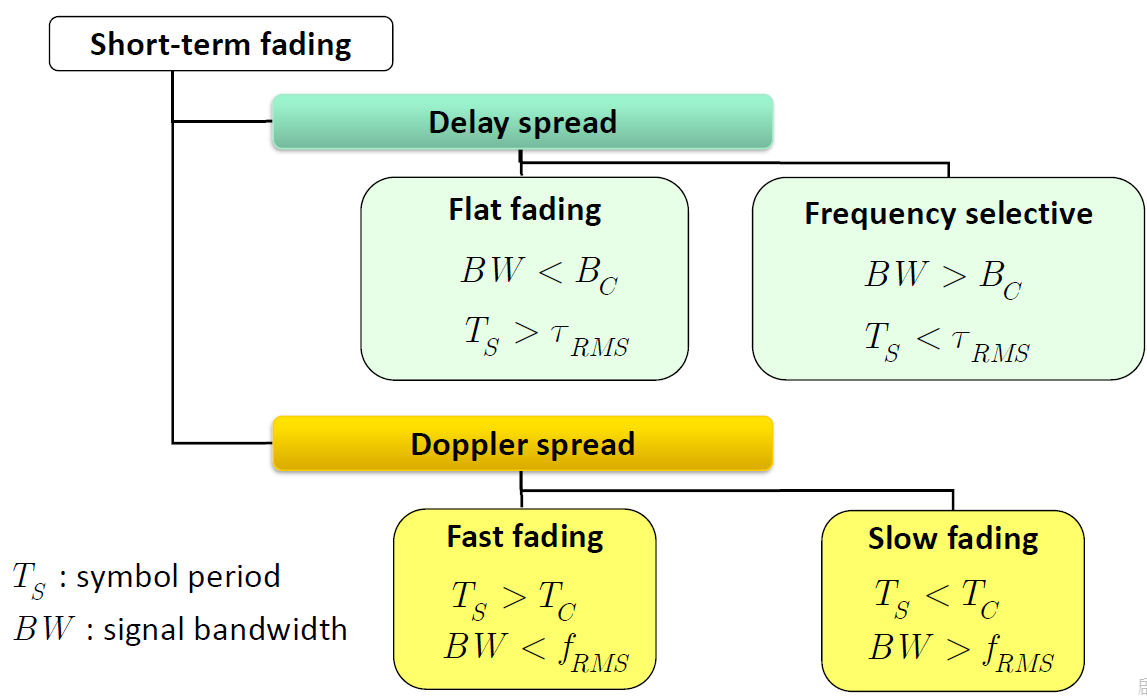 Short-term fading
Delay spread
Flat fading
BW < B_C
T_S > τ_RMS
Frequency selective
BW > B_C
T_S < τ_RMS
Doppler spread
Fast fading
T_S > T_C
BW < f_RMS
Slow fading
T_S < T_C
BW > f_RMS
T_S : symbol period
BW : signal bandwidth